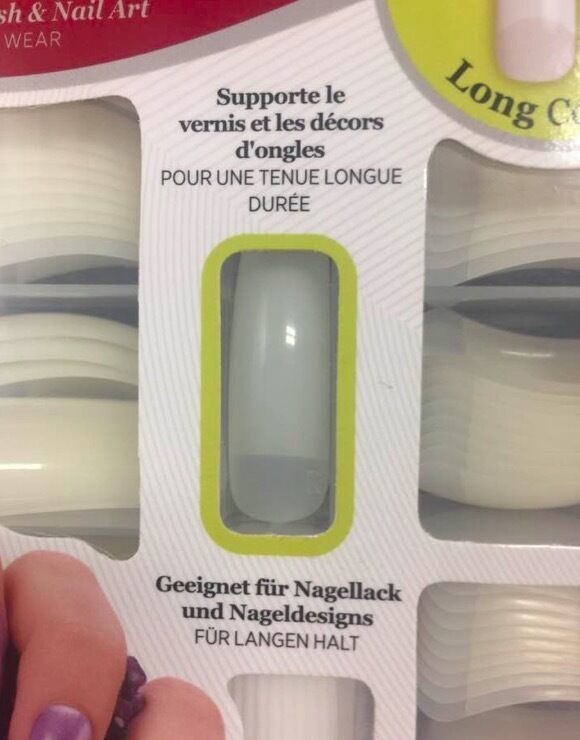 & Nail Art
WEAR
Long
Supporte le
vernis et les décors
d'ongles
POUR UNE TENUE LONGUE
DURÉE
Geeignet für Nagellack
und Nageldesigns
FÜR LANGEN HALT